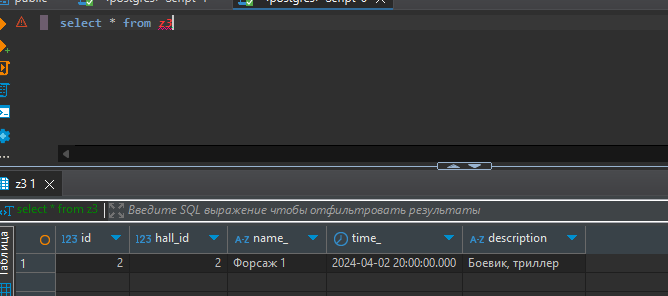 public
<postgres> Script-
<postgres> Script-
select * from z3
z3 1
select * from z3
Введите SQL выражение чтобы отфильтровать результаты
Таблица
123 id
123 hall_id
A-Z name_
time_
A-Z description
1
2
2
Форсаж 1
2024-04-02 20:00:00.000
Боевик, триллер